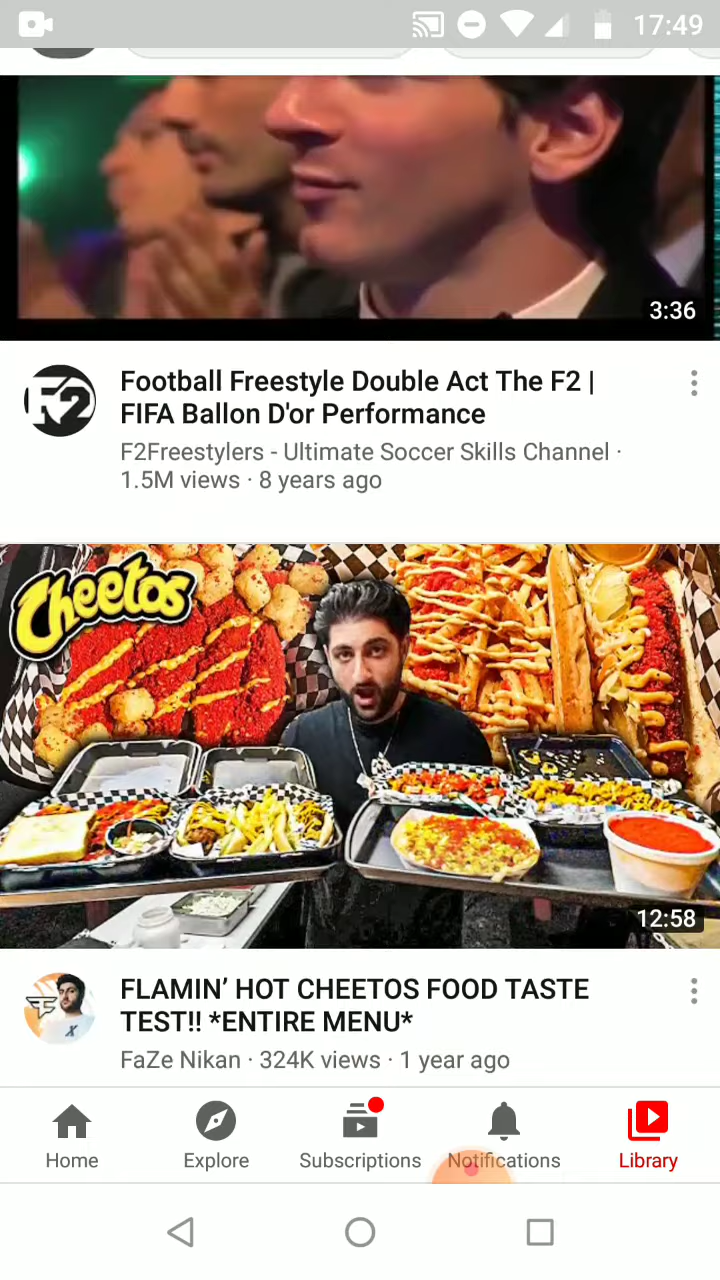 17:49
3:36
F2
Football Freestyle Double Act The F2 |
FIFA Ballon D'or Performance
F2Freestylers - Ultimate Soccer Skills Channel ·
1.5M views · 8 years ago
Cheetos
12:58
FLAMIN’ HOT CHEETOS FOOD TASTE
TEST!! *ENTIRE MENU*
FaZe Nikan · 324K views · 1 year ago
Home
Explore
Subscriptions
Notifications
Library